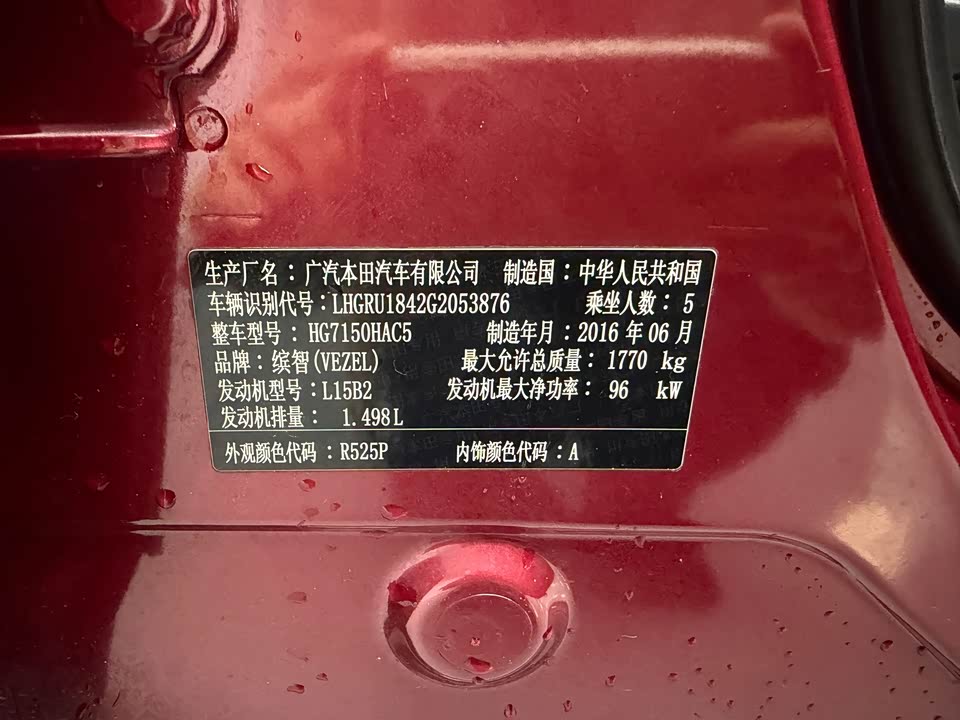 生产厂名：广汽本田汽车有限公司 制造国：中华人民共和国
车辆识别代号：LHGRU1842G2053876 乘坐人数：5
整车型号：HG7150HAC5 制造年月：2016 年 06 月
品牌：缤智(VEZEL) 最大允许总质量：1770 kg
发动机型号：L15B2 发动机最大净功率：96 kW
发动机排量：1.498L
外观颜色代码：R525P 内饰颜色代码：A